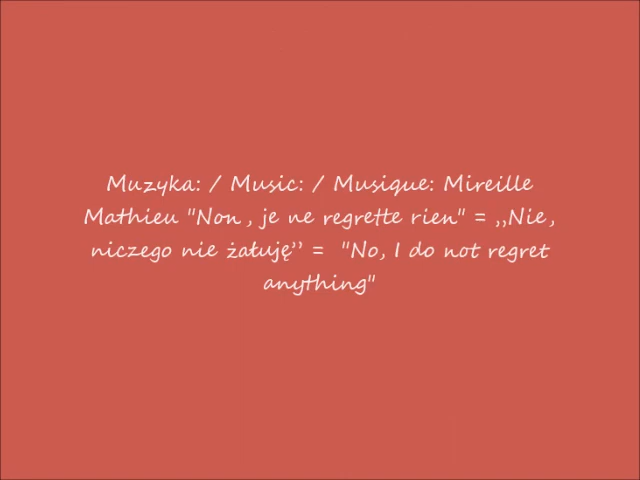 Muzyka: / Music: / Musique: Mireille
Mathieu "Non , je ne regrette rien" = „Nie,
niczego nie żałuję” = "No, I do not regret
anything"